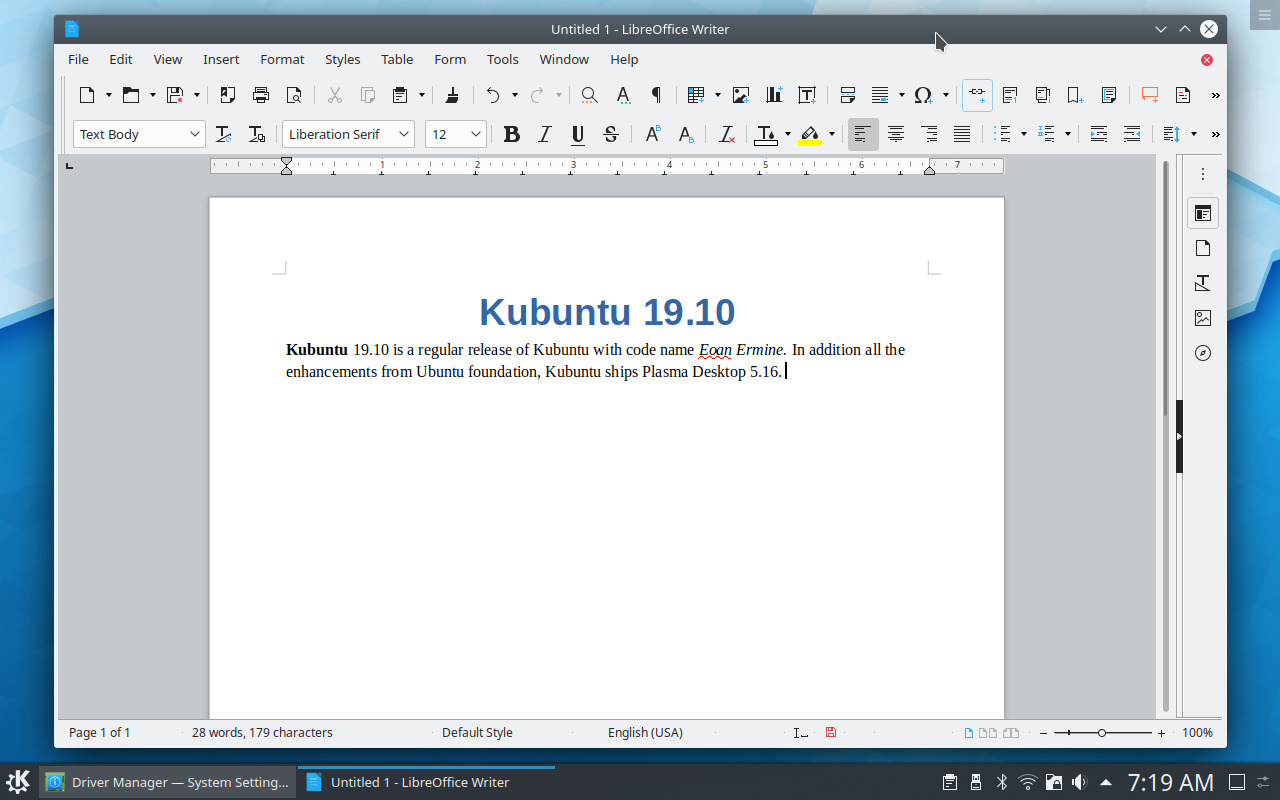 Untitled 1 - LibreOffice Writer
File Edit View Insert Format Styles Table Form Tools Window Help
Text Body Liberation Serif 12
1 2 3 4 5 6 7
Kubuntu 19.10
Kubuntu 19.10 is a regular release of Kubuntu with code name Eoan Ermine. In addition all the
enhancements from Ubuntu foundation, Kubuntu ships Plasma Desktop 5.16.
Page 1 of 1 28 words, 179 characters Default Style English (USA) 100%
Driver Manager — System Setting... Untitled 1 - LibreOffice Writer 7:19 AM